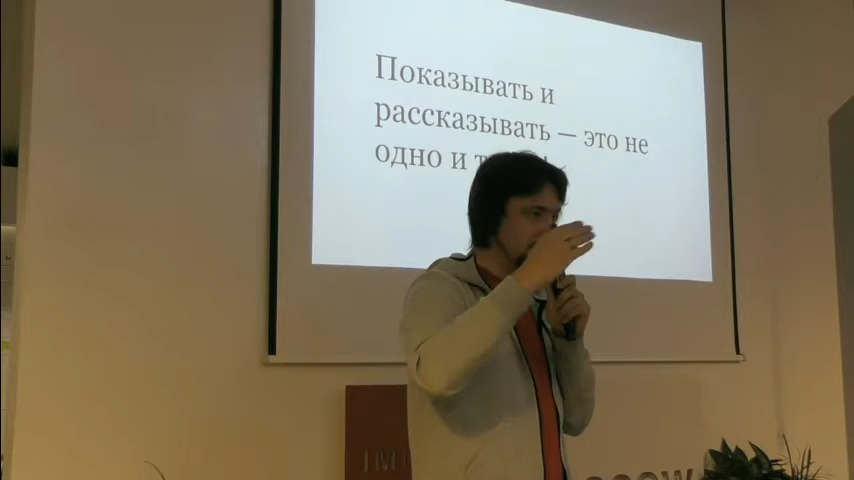 Показывать и
рассказывать — это не
одно и